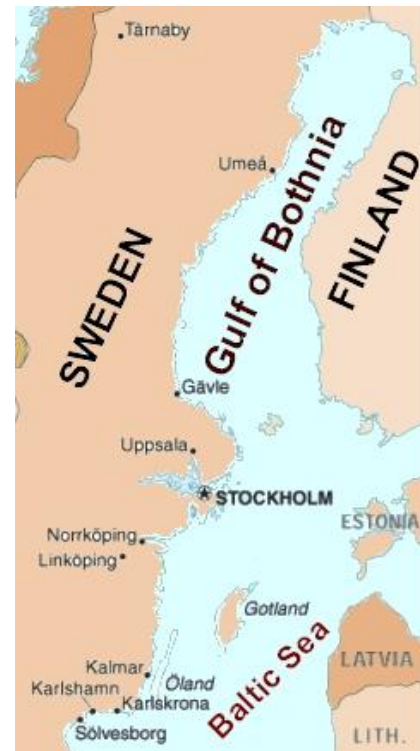 Tàrnaby
Umeå
Gulf of Bothnia
FINLAND
SWEDEN
Gävle
Uppsala
STOCKHOLM
ESTONIA
Norrköping
Linköping
Gotland
Baltic Sea
LATVIA
Kalmar
Öland
Karlshamn
Karlskrona
Sölvesborg
LITH.